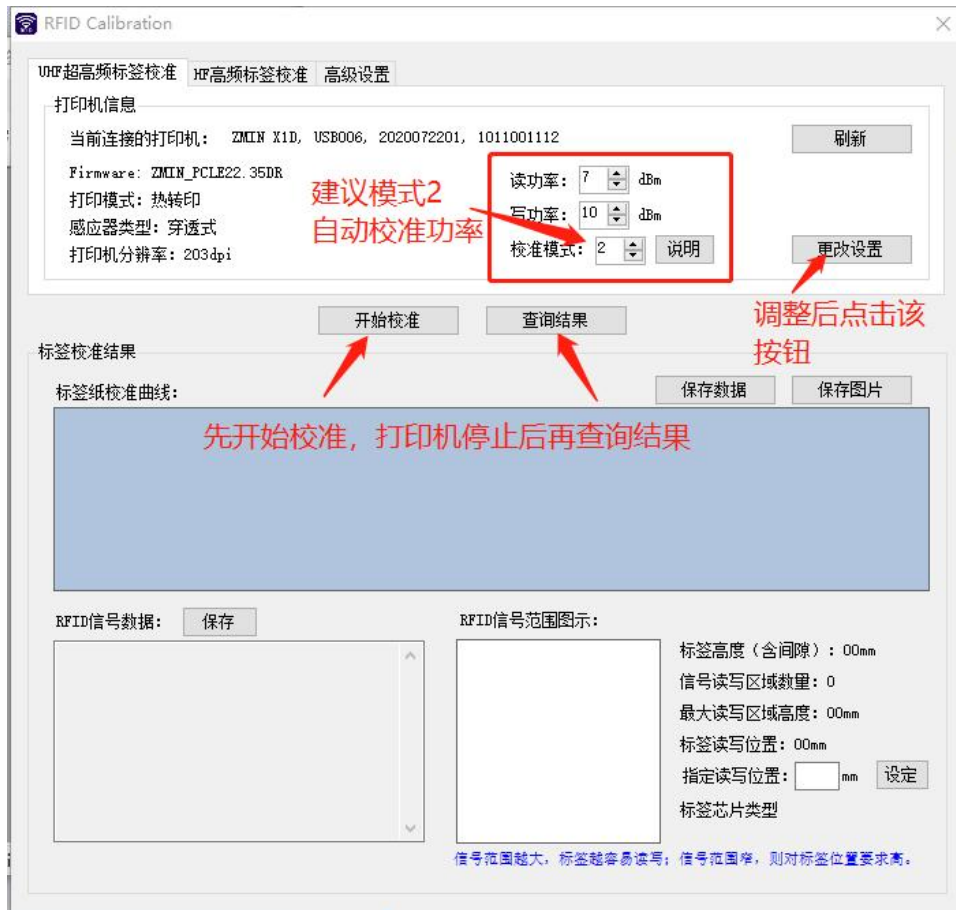 RFID Calibration
UHF超高频标签校准 HF高频标签校准 高级设置
打印机信息
当前连接的打印机: ZMIN X1D, USB006, 2020072201, 1011001112
刷新
Firmware: ZMIN_PCLE22.35DR
打印模式: 热转印
感应器类型: 穿透式
打印机分辨率: 203dpi
建议模式2
自动校准功率
读功率: 7 dBm
写功率: 10 dBm
校准模式: 2 说明
更改设置
调整后点击该
按钮
开始校准 查询结果
标签校准结果
标签纸校准曲线:
保存数据 保存图片
先开始校准, 打印机停止后再查询结果
RFID信号数据: 保存
RFID信号范围图示:
标签高度（含间隙）: 00mm
信号读写区域数量: 0
最大读写区域高度: 00mm
标签读写位置: 00mm
指定读写位置: mm 设定
标签芯片类型
信号范围越大, 标签越容易读写; 信号范围窄, 则对标签位置要求高。